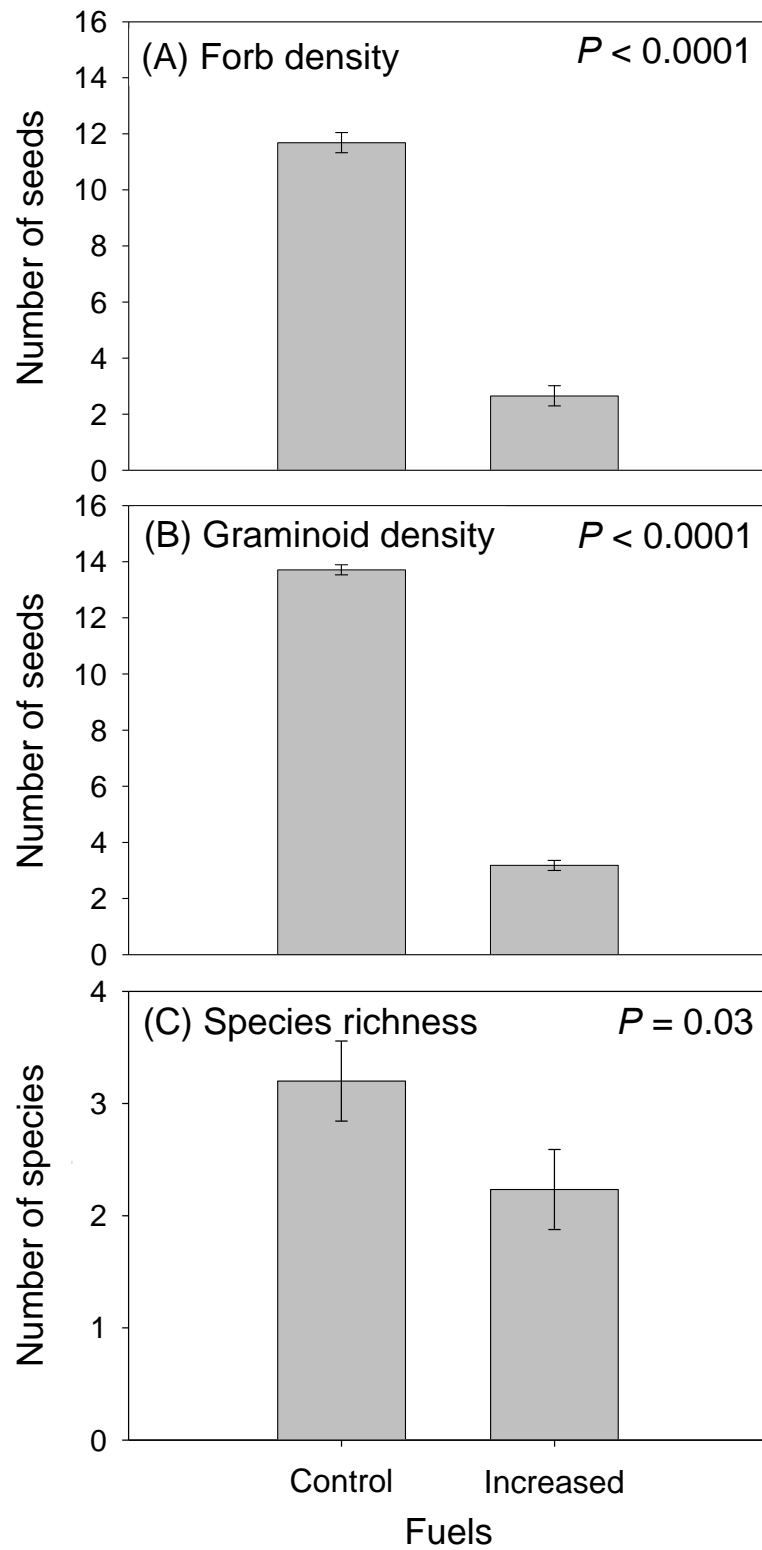 (A) Forb density
P < 0.0001
Number of seeds
16
14
12
10
8
6
4
2
0
(B) Graminoid density
P < 0.0001
Number of seeds
16
14
12
10
8
6
4
2
0
(C) Species richness
P = 0.03
Number of species
4
3
2
1
0
Control
Increased
Fuels